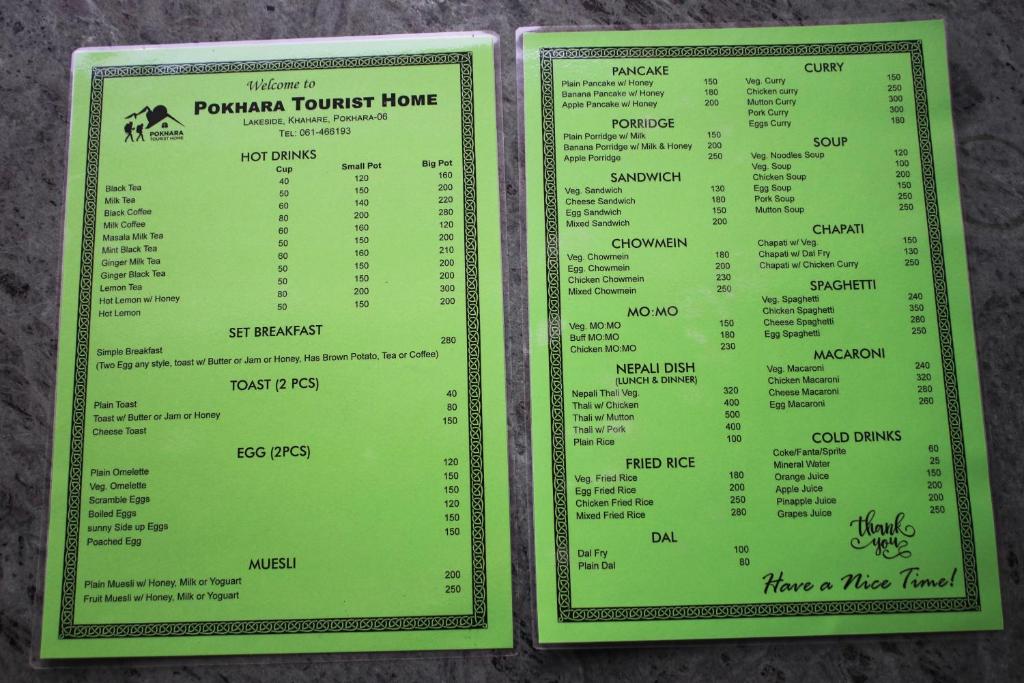 Welcome to
POKHARA TOURIST HOME
LAKESIDE, KHAHARE, POKHARA-06
TEL: 061-466193
POKHARA
TOURIST HOME
HOT DRINKS
Cup Small Pot Big Pot
Black Tea 40 120 160
Milk Tea 50 150 200
Black Coffee 60 140 220
Milk Coffee 80 200 280
Masala Milk Tea 60 160 120
Mint Black Tea 50 150 200
Ginger Milk Tea 60 160 210
Ginger Black Tea 50 150 200
Lemon Tea 50 150 200
Hot Lemon w/ Honey 80 200 300
Hot Lemon 50 150 200
SET BREAKFAST
Simple Breakfast 280
(Two Egg any style, toast w/ Butter or Jam or Honey, Has Brown Potato, Tea or Coffee)
TOAST (2 PCS)
Plain Toast 40
Toast w/ Butter or Jam or Honey 80
Cheese Toast 150
EGG (2PCS)
Plain Omelette 120
Veg. Omelette 150
Scramble Eggs 150
Boiled Eggs 120
sunny Side up Eggs 150
Poached Egg 150
MUESLI
Plain Muesli w/ Honey, Milk or Yoguart 200
Fruit Muesli w/ Honey, Milk or Yoguart 250
PANCAKE
Plain Pancake w/ Honey 150
Banana Pancake w/ Honey 180
Apple Pancake w/ Honey 200
PORRIDGE
Plain Porridge w/ Milk 150
Banana Porridge w/ Milk & Honey 200
Apple Porridge 250
SANDWICH
Veg. Sandwich 130
Cheese Sandwich 180
Egg Sandwich 150
Mixed Sandwich 200
CHOWMEIN
Veg. Chowmein 180
Egg. Chowmein 200
Chicken Chowmein 230
Mixed Chowmein 250
MO:MO
Veg. MO:MO 150
Buff MO:MO 180
Chicken MO:MO 230
NEPALI DISH
(LUNCH & DINNER)
Nepali Thali Veg. 320
Thali w/ Chicken 400
Thali w/ Mutton 500
Thali w/ Pork 400
Plain Rice 100
FRIED RICE
Veg. Fried Rice 180
Egg Fried Rice 200
Chicken Fried Rice 250
Mixed Fried Rice 280
DAL
Dal Fry 100
Plain Dal 80
CURRY
Veg. Curry 150
Chicken curry 250
Mutton Curry 300
Pork Curry 300
Eggs Curry 180
SOUP
Veg. Noodles Soup 120
Veg. Soup 100
Chicken Soup 200
Egg Soup 150
Pork Soup 250
Mutton Soup 250
CHAPATI
Chapati w/ Veg. 150
Chapati w/ Dal Fry 130
Chapati w/ Chicken Curry 250
SPAGHETTI
Veg. Spaghetti 240
Chicken Spaghetti 350
Cheese Spaghetti 280
Egg Spaghetti 250
MACARONI
Veg. Macaroni 240
Chicken Macaroni 320
Cheese Macaroni 280
Egg Macaroni 260
COLD DRINKS
Coke/Fanta/Sprite 60
Mineral Water 25
Orange Juice 150
Apple Juice 200
Pinapple Juice 200
Grapes Juice 250
thank
you
Have a Nice Time!